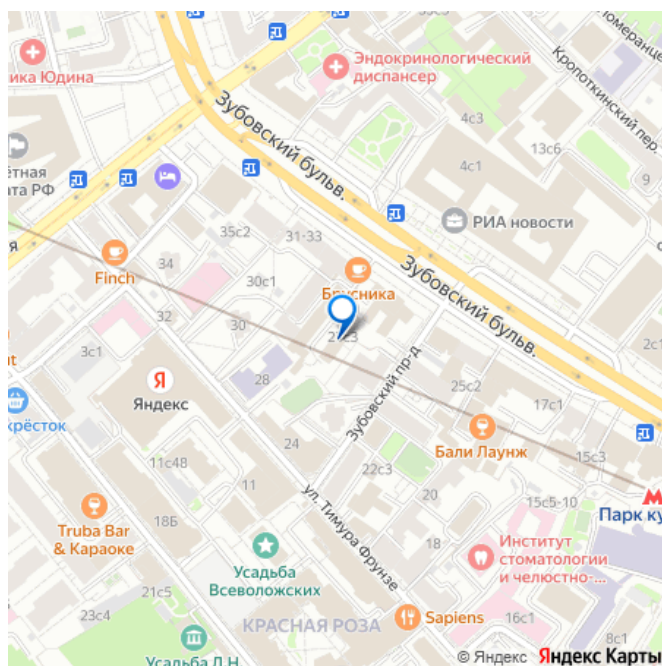 ика Юдина
Эндокринологический
диспансер
33с5
Померанце
Кропоткинский пер.
4с3
13с6
4с1
9
Зубовский бульв.
ётная
ата РФ
РИА новости
я
35с2
31-33
Зубовский бульв.
Finch
34
30с1
Брусника
32
30
2с1
3с1
28
Зубовский пр-д
25с2
17с1
Яндекс
крёсток
24
Бали Лаунж
15с3
11с48
11
22с3
20
15с5-10
Парк ку
Truba Bar
& Караоке
18Б
ул. Тимура Фрунзе
18
Институт
стоматологии
и челюстно-...
Усадьба
Всеволожских
21с5
23с4
КРАСНАЯ РОЗА
Sapiens
16с1
8с1
Усадьба Л.Н.
© Яндекс Яндекс Карты